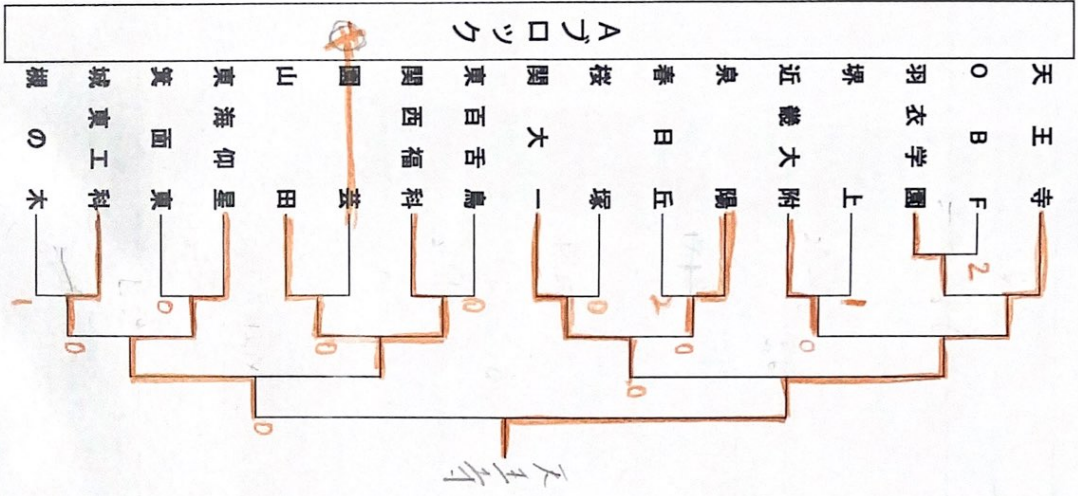 Aブロック
天王寺
OBF
羽衣学園
2
堺上
1
近畿大附
0
泉陽
春日丘
2
0
桜塚
0
関大一
0
東百舌鳥
0
関西福科
園芸
山田
0
東海仰星
箕面東
0
城東工科
槻の木
1
0
0
天王寺